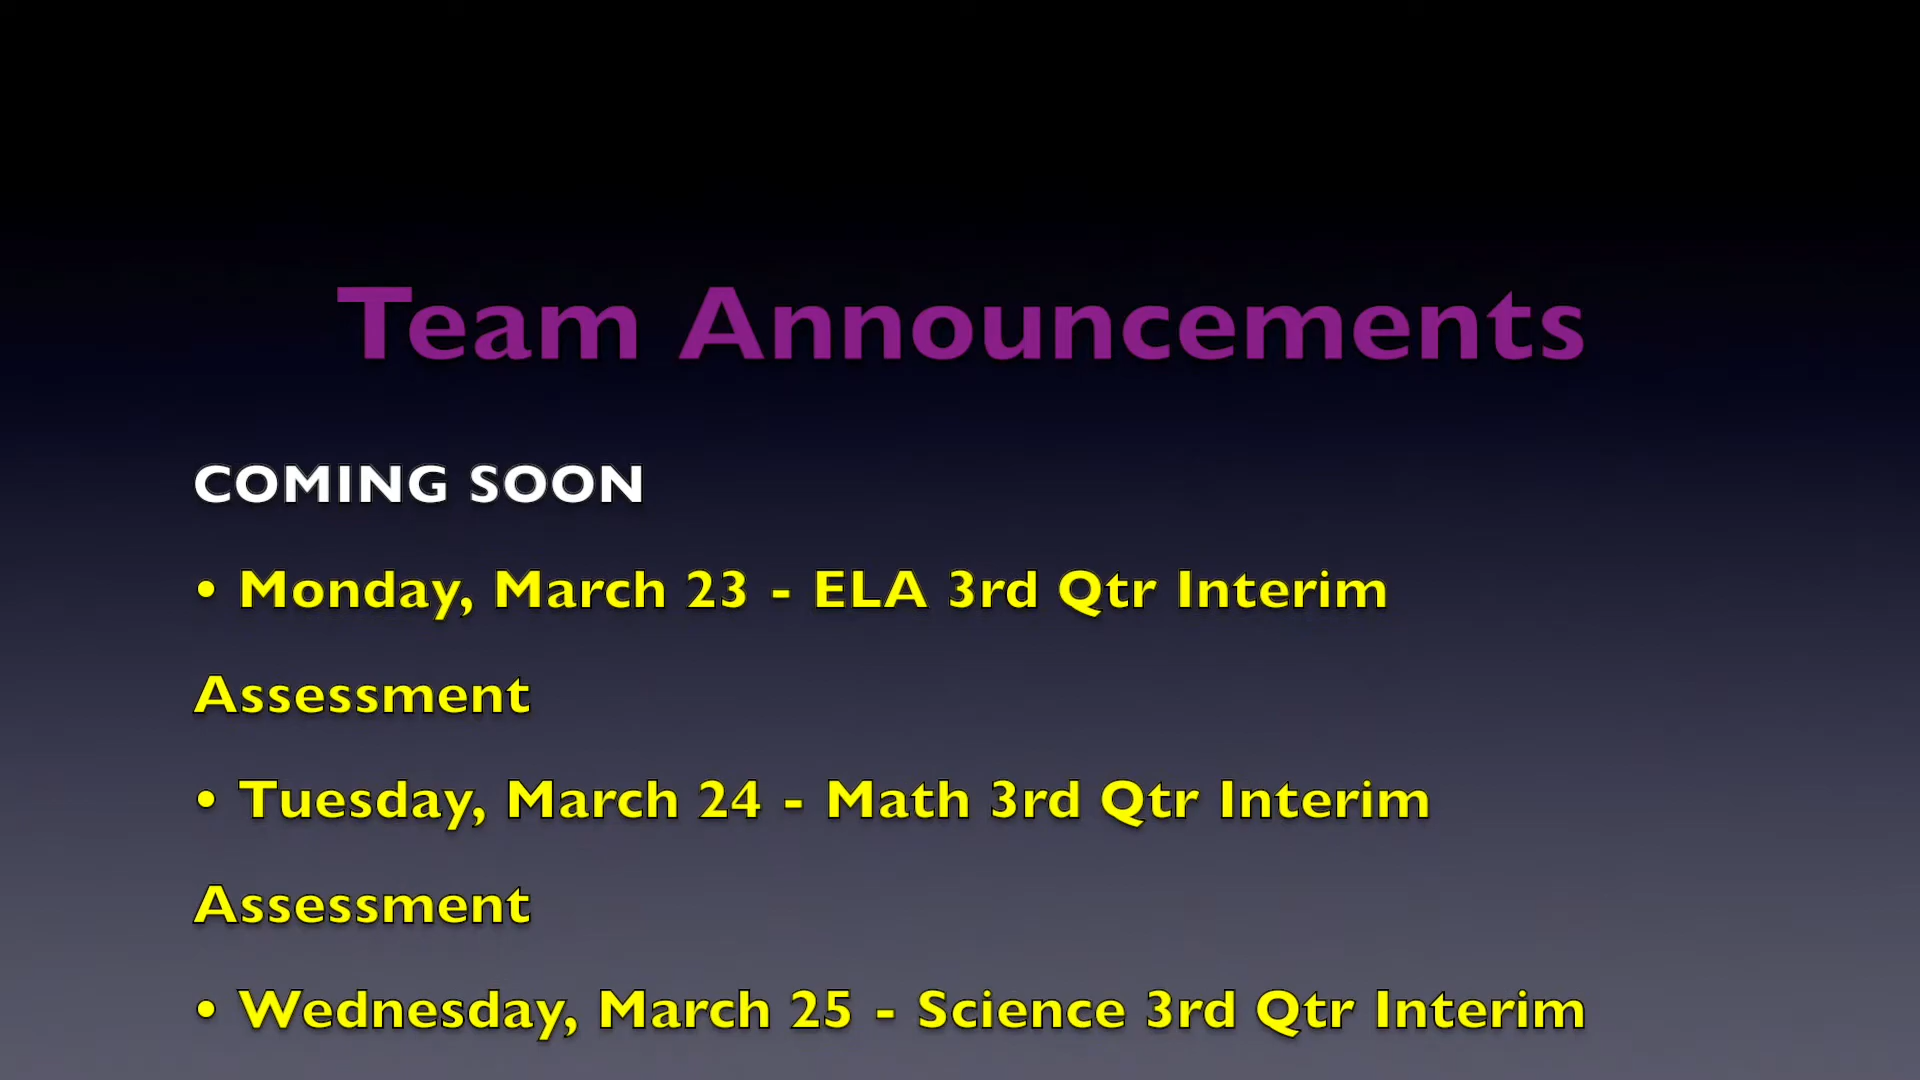 Team Announcements
COMING SOON
• Monday, March 23 - ELA 3rd Qtr Interim
Assessment
• Tuesday, March 24 - Math 3rd Qtr Interim
Assessment
• Wednesday, March 25 - Science 3rd Qtr Interim